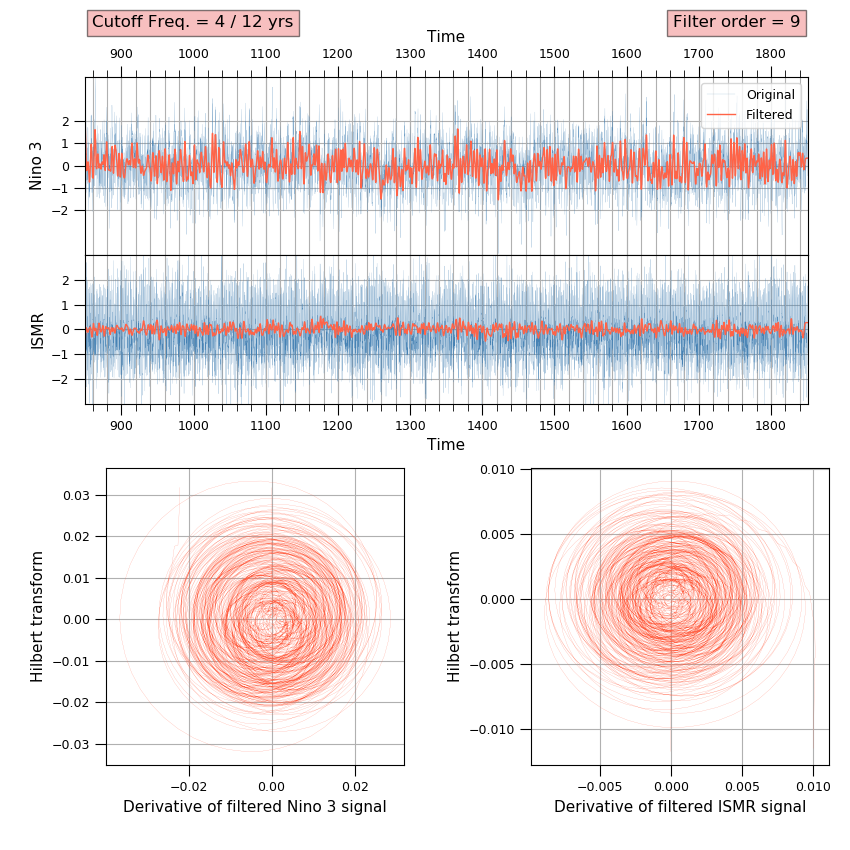 Cutoff Freq. = 4 / 12 yrs
Filter order = 9
Time
900 1000 1100 1200 1300 1400 1500 1600 1700 1800
Original
Filtered
Nino 3
2
1
0
−1
−2
ISMR
2
1
0
−1
−2
900 1000 1100 1200 1300 1400 1500 1600 1700 1800
Time
Hilbert transform
0.03
0.02
0.01
0.00
−0.01
−0.02
−0.03
−0.02 0.00 0.02
Derivative of filtered Nino 3 signal
Hilbert transform
0.010
0.005
0.000
−0.005
−0.010
−0.005 0.000 0.005 0.010
Derivative of filtered ISMR signal